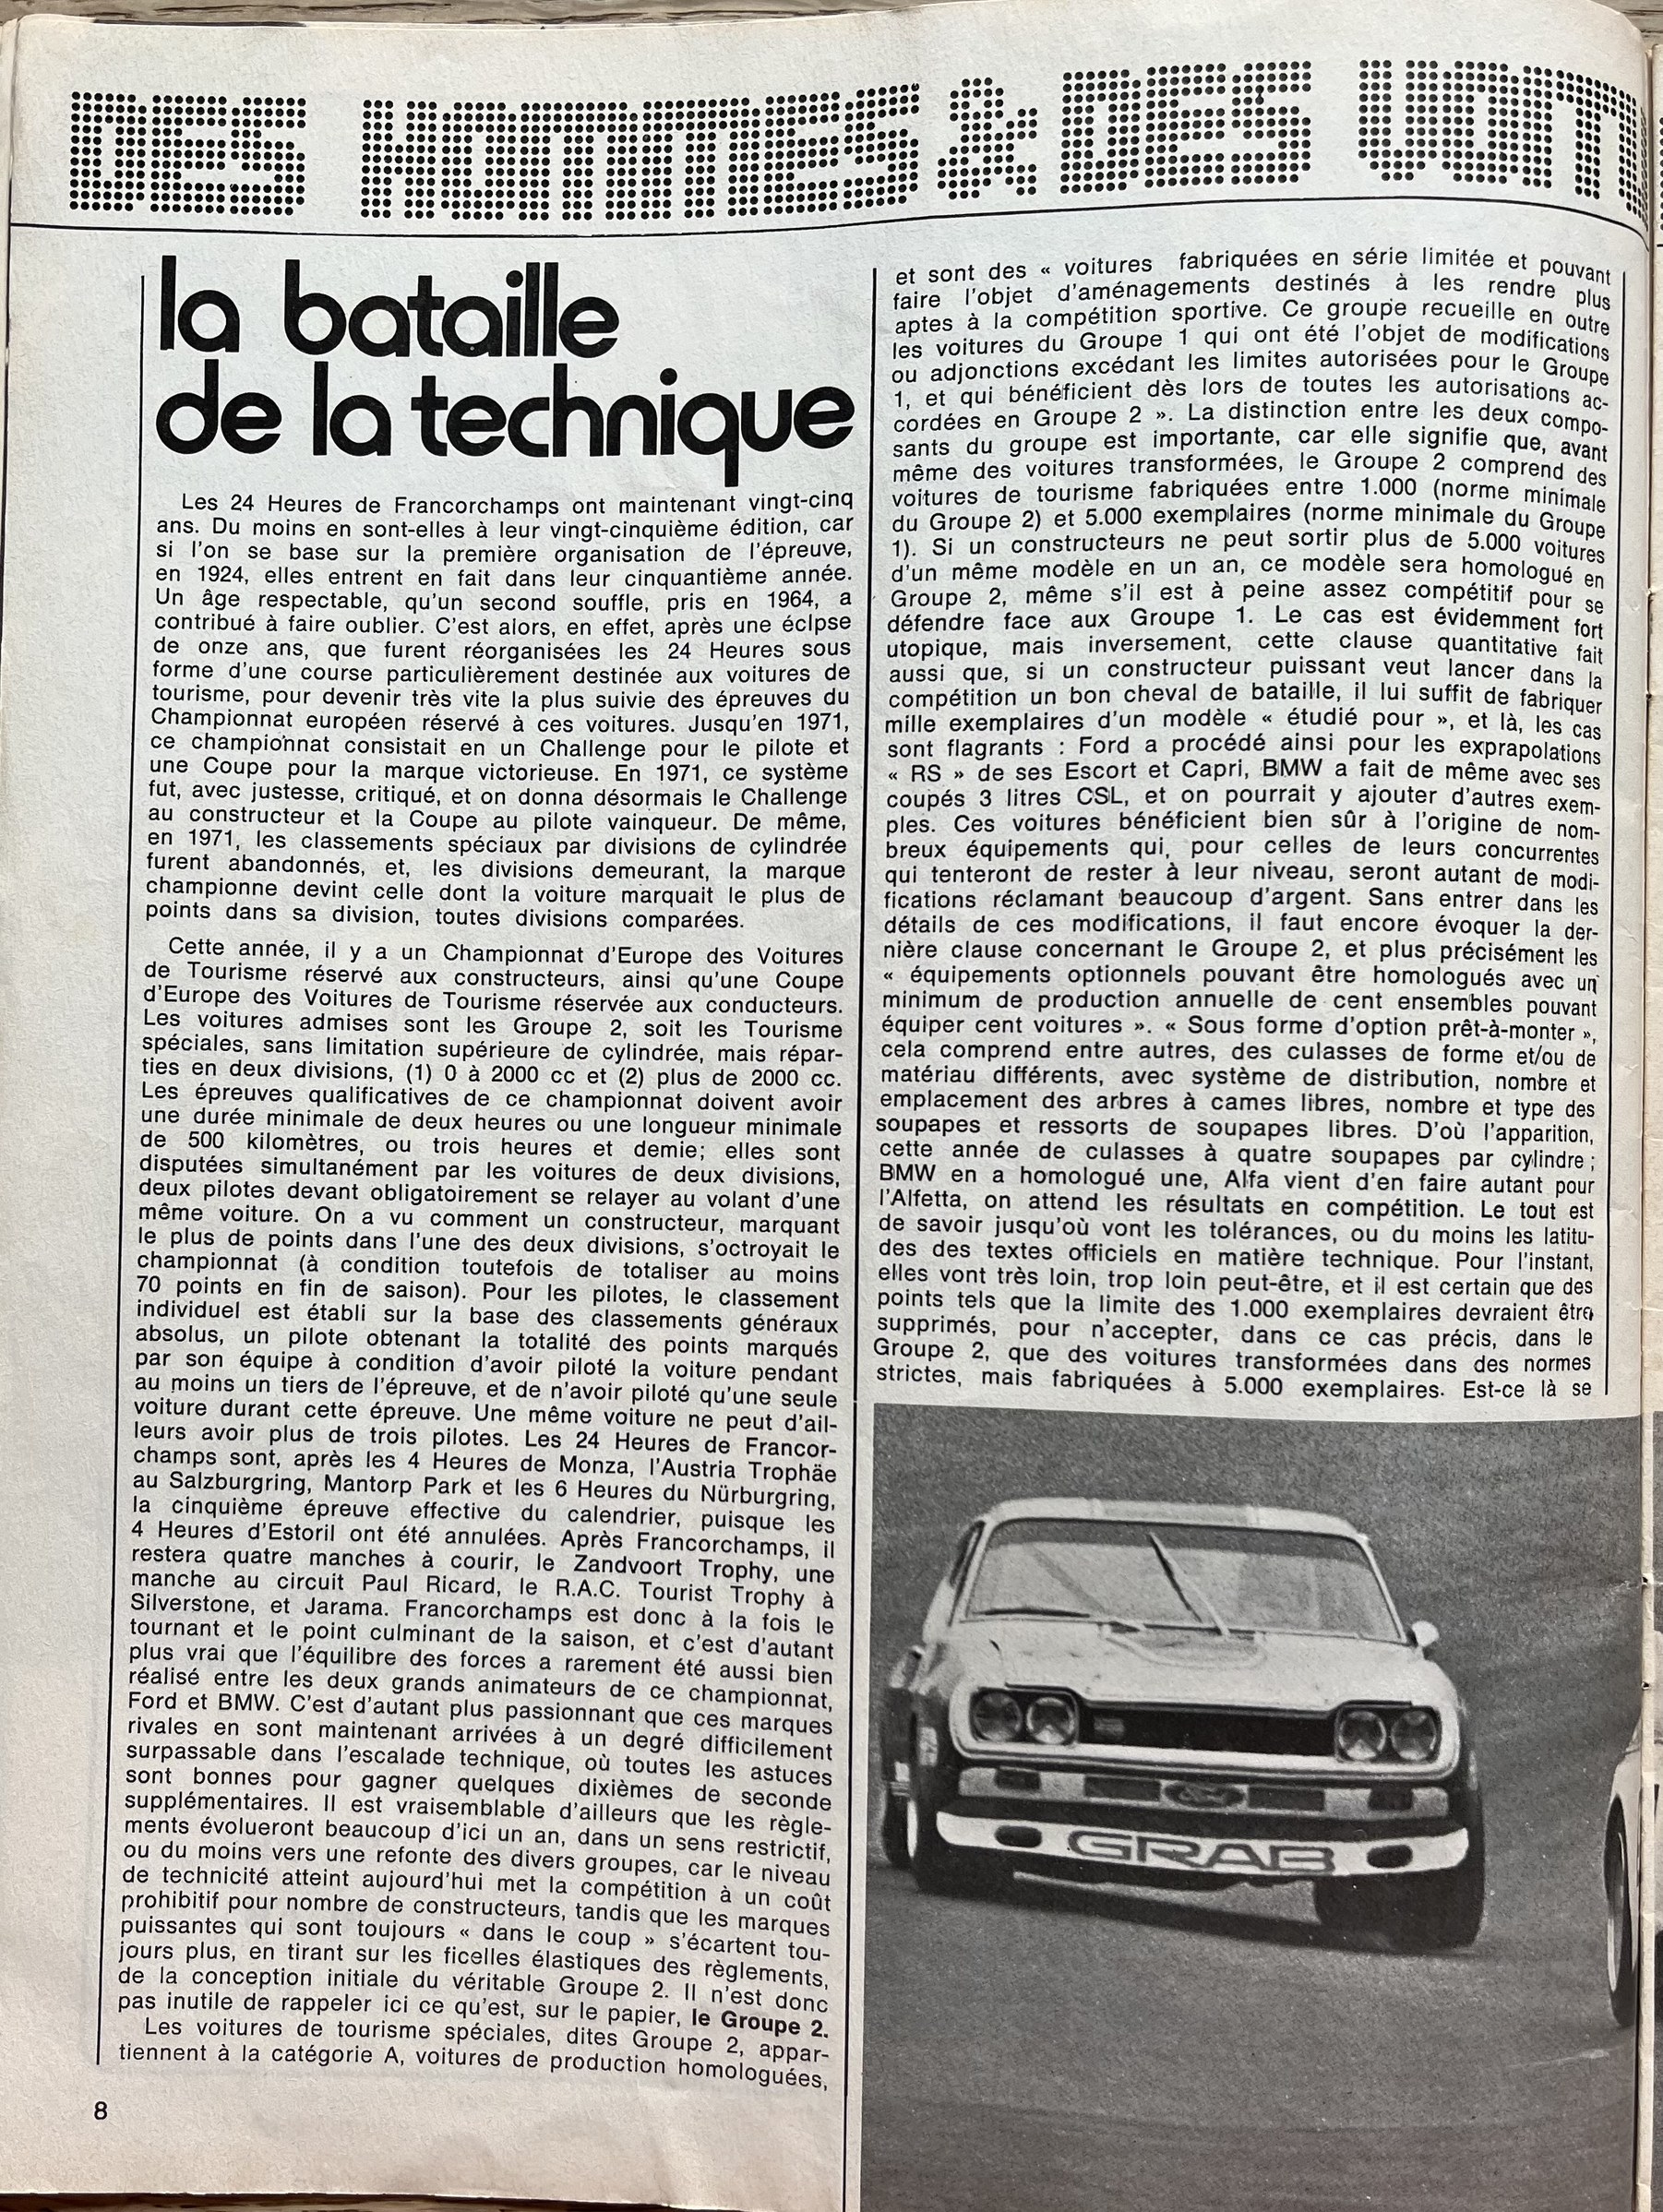 DES HOMMES & DES
la bataille
de la technique
Les 24 Heures de Francorchamps ont maintenant vingt-cinq
ans. Du moins en sont-elles à leur vingt-cinquième édition, car
si l'on se base sur la première organisation de l'épreuve,
en 1924, elles entrent en fait dans leur cinquantième année.
Un âge respectable, qu'un second souffle, pris en 1964, a
contribué à faire oublier. C'est alors, en effet, après une éclpse
de onze ans, que furent réorganisées les 24 Heures sous
forme d'une course particulièrement destinée aux voitures de
tourisme, pour devenir très vite la plus suivie des épreuves du
Championnat européen réservé à ces voitures. Jusqu'en 1971,
ce championnat consistait en un Challenge pour le pilote et
une Coupe pour la marque victorieuse. En 1971, ce système
fut, avec justesse, critiqué, et on donna désormais le Challenge
au constructeur et la Coupe au pilote vainqueur. De même,
en 1971, les classements spéciaux par divisions de cylindrée
furent abandonnés, et, les divisions demeurant, la marque
championne devint celle dont la voiture marquait le plus de
points dans sa division, toutes divisions comparées.
Cette année, il y a un Championnat d'Europe des Voitures
de Tourisme réservé aux constructeurs, ainsi qu'une Coupe
d'Europe des Voitures de Tourisme réservée aux conducteurs.
Les voitures admises sont les Groupe 2, soit les Tourisme
spéciales, sans limitation supérieure de cylindrée, mais répar-
ties en deux divisions, (1) 0 à 2000 cc et (2) plus de 2000 cc.
Les épreuves qualificatives de ce championnat doivent avoir
une durée minimale de deux heures ou une longueur minimale
de 500 kilomètres, ou trois heures et demie; elles sont
disputées simultanément par les voitures de deux divisions,
deux pilotes devant obligatoirement se relayer au volant d'une
même voiture. On a vu comment un constructeur, marquant
le plus de points dans l'une des deux divisions, s'octroyait le
championnat (à condition toutefois de totaliser au moins
70 points en fin de saison). Pour les pilotes, le classement
individuel est établi sur la base des classements généraux
absolus, un pilote obtenant la totalité des points marqués
par son équipe à condition d'avoir piloté la voiture pendant
au moins un tiers de l'épreuve, et de n'avoir piloté qu'une seule
voiture durant cette épreuve. Une même voiture ne peut d'ail-
leurs avoir plus de trois pilotes. Les 24 Heures de Francor-
champs sont, après les 4 Heures de Monza, l'Austria Trophäe
au Salzburgring, Mantorp Park et les 6 Heures du Nürburgring,
la cinquième épreuve effective du calendrier, puisque les
4 Heures d'Estoril ont été annulées. Après Francorchamps, il
restera quatre manches à courir, le Zandvoort Trophy, une
manche au circuit Paul Ricard, le R.A.C. Tourist Trophy à
Silverstone, et Jarama. Francorchamps est donc à la fois le
tournant et le point culminant de la saison, et c'est d'autant
plus vrai que l'équilibre des forces a rarement été aussi bien
réalisé entre les deux grands animateurs de ce championnat,
Ford et BMW. C'est d'autant plus passionnant que ces marques
rivales en sont maintenant arrivées à un degré difficilement
surpassable dans l'escalade technique, où toutes les astuces
sont bonnes pour gagner quelques dixièmes de seconde
supplémentaires. Il est vraisemblable d'ailleurs que les règle-
ments évolueront beaucoup d'ici un an, dans un sens restrictif,
ou du moins vers une refonte des divers groupes, car le niveau
de technicité atteint aujourd'hui met la compétition à un coût
prohibitif pour nombre de constructeurs, tandis que les marques
puissantes qui sont toujours « dans le coup » s'écartent tou-
jours plus, en tirant sur les ficelles élastiques des règlements,
de la conception initiale du véritable Groupe 2. Il n'est donc
pas inutile de rappeler ici ce qu'est, sur le papier, le Groupe 2.
Les voitures de tourisme spéciales, dites Groupe 2, appar-
tiennent à la catégorie A, voitures de production homologuées,
et sont des « voitures fabriquées en série limitée et pouvant
faire l'objet d'aménagements destinés à les rendre plus
aptes à la compétition sportive. Ce groupe recueille en outre
les voitures du Groupe 1 qui ont été l'objet de modifications
ou adjonctions excédant les limites autorisées pour le Groupe
1, et qui bénéficient dès lors de toutes les autorisations ac-
cordées en Groupe 2 ». La distinction entre les deux compo-
sants du groupe est importante, car elle signifie que, avant
même des voitures transformées, le Groupe 2 comprend des
voitures de tourisme fabriquées entre 1.000 (norme minimale
du Groupe 2) et 5.000 exemplaires (norme minimale du Groupe
1). Si un constructeurs ne peut sortir plus de 5.000 voitures
d'un même modèle en un an, ce modèle sera homologué en
Groupe 2, même s'il est à peine assez compétitif pour se
défendre face aux Groupe 1. Le cas est évidemment fort
utopique, mais inversement, cette clause quantitative fait
aussi que, si un constructeur puissant veut lancer dans la
compétition un bon cheval de bataille, il lui suffit de fabriquer
mille exemplaires d'un modèle « étudié pour », et là, les cas
sont flagrants : Ford a procédé ainsi pour les exprapolations
« RS » de ses Escort et Capri, BMW a fait de même avec ses
coupés 3 litres CSL, et on pourrait y ajouter d'autres exem-
ples. Ces voitures bénéficient bien sûr à l'origine de nom-
breux équipements qui, pour celles de leurs concurrentes
qui tenteront de rester à leur niveau, seront autant de modi-
fications réclamant beaucoup d'argent. Sans entrer dans les
détails de ces modifications, il faut encore évoquer la der-
nière clause concernant le Groupe 2, et plus précisément les
« équipements optionnels pouvant être homologués avec un
minimum de production annuelle de cent ensembles pouvant
équiper cent voitures ». « Sous forme d'option prêt-à-monter »,
cela comprend entre autres, des culasses de forme et/ou de
matériau différents, avec système de distribution, nombre et
emplacement des arbres à cames libres, nombre et type des
soupapes et ressorts de soupapes libres. D'où l'apparition,
cette année de culasses à quatre soupapes par cylindre ;
BMW en a homologué une, Alfa vient d'en faire autant pour
l'Alfetta, on attend les résultats en compétition. Le tout est
de savoir jusqu'où vont les tolérances, ou du moins les latitu-
des des textes officiels en matière technique. Pour l'instant,
elles vont très loin, trop loin peut-être, et il est certain que des
points tels que la limite des 1.000 exemplaires devraient être
supprimés, pour n'accepter, dans ce cas précis, dans le
Groupe 2, que des voitures transformées dans des normes
strictes, mais fabriquées à 5.000 exemplaires. Est-ce là se
GRAB
8